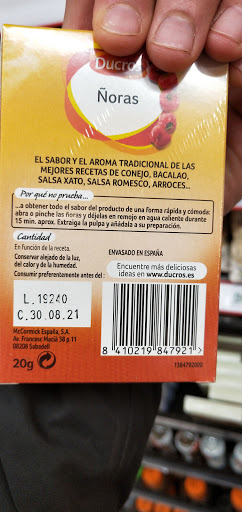 Ducros
Ñoras
EL SABOR Y EL AROMA TRADICIONAL DE LAS
MEJORES RECETAS DE CONEJO, BACALAO,
SALSA XATO, SALSA ROMESCO, ARROCES...
Por qué no prueba...
...a obtener todo el sabor del producto de una forma rápida y cómoda:
abra o pinche las ñoras y déjelas en remojo en agua caliente durante
15 min. aprox. Extraiga la pulpa y añádala a su preparación.
Cantidad
En función de la receta.
Conservar alejado de la luz,
del calor y de la humedad.
Consumir preferentemente antes del :
ENVASADO EN ESPAÑA
Encuentre más deliciosas
ideas en www.ducros.es
L.19240
C.30.08.21
McCormick España, S.A.
Av. Francesc Macià 38 p.11
08208 Sabadell
20g
8 410219 847921 >